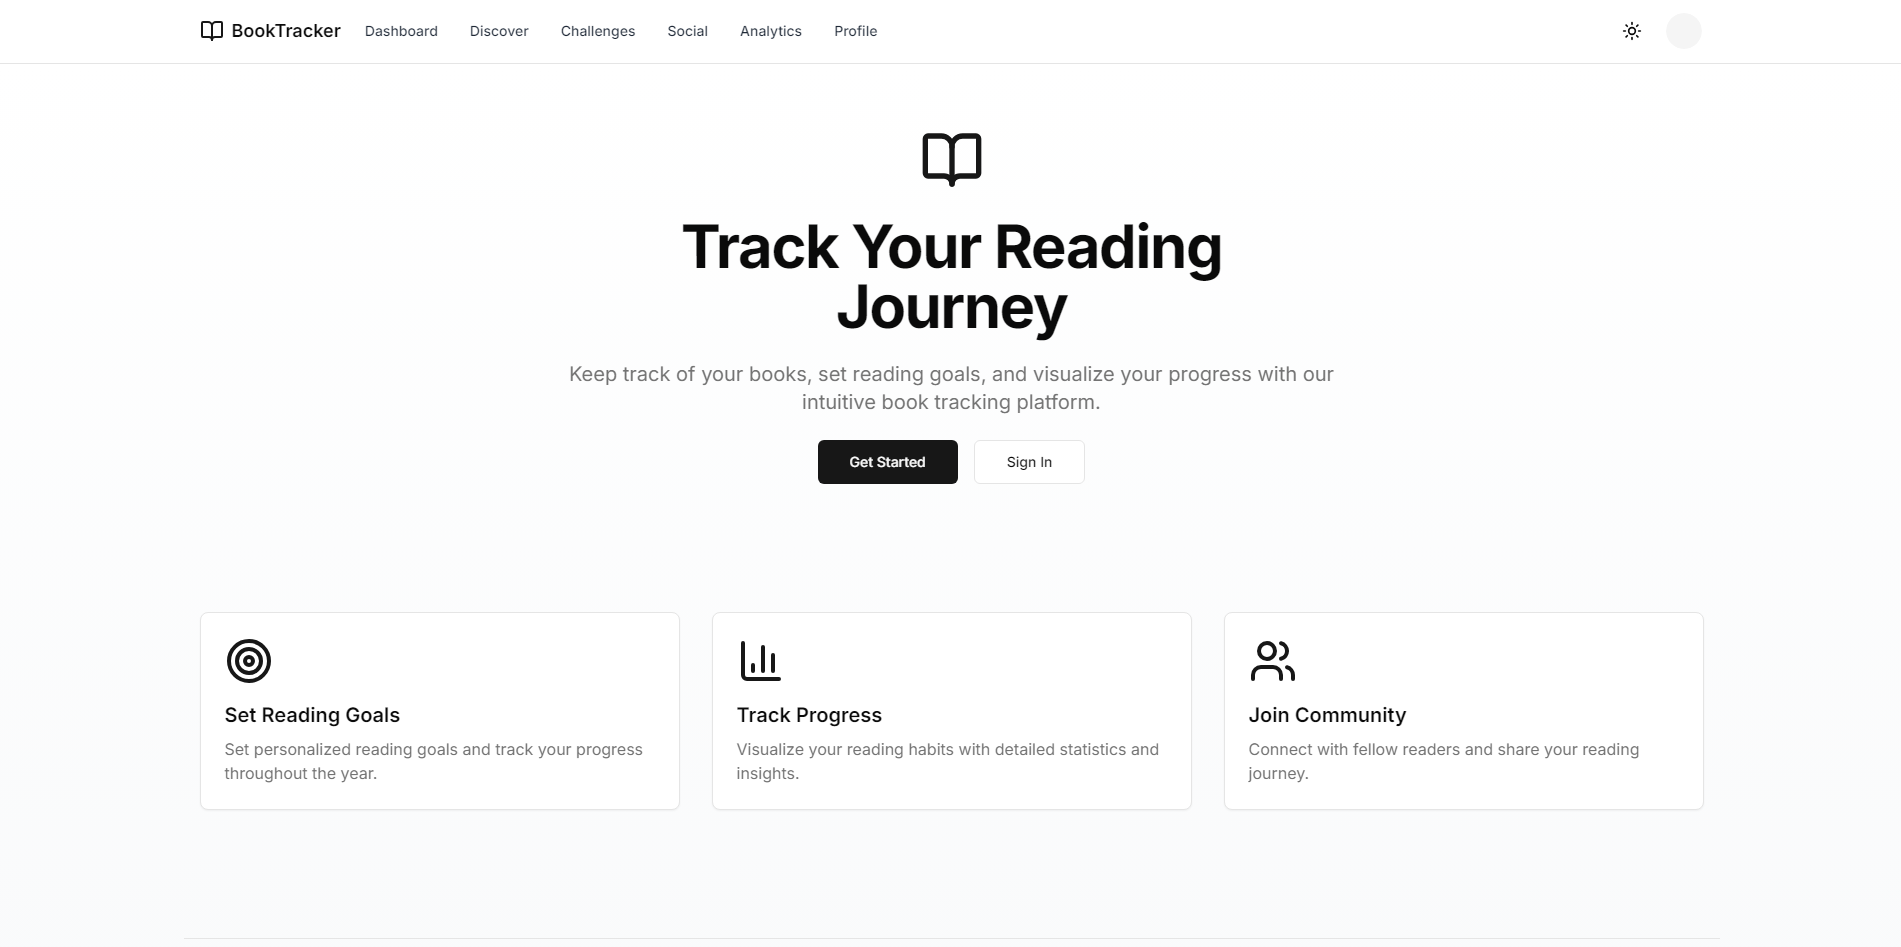 BookTracker
Dashboard
Discover
Challenges
Social
Analytics
Profile
Track Your Reading
Journey
Keep track of your books, set reading goals, and visualize your progress with our
intuitive book tracking platform.
Get Started
Sign In
Set Reading Goals
Set personalized reading goals and track your progress
throughout the year.
Track Progress
Visualize your reading habits with detailed statistics and
insights.
Join Community
Connect with fellow readers and share your reading
journey.